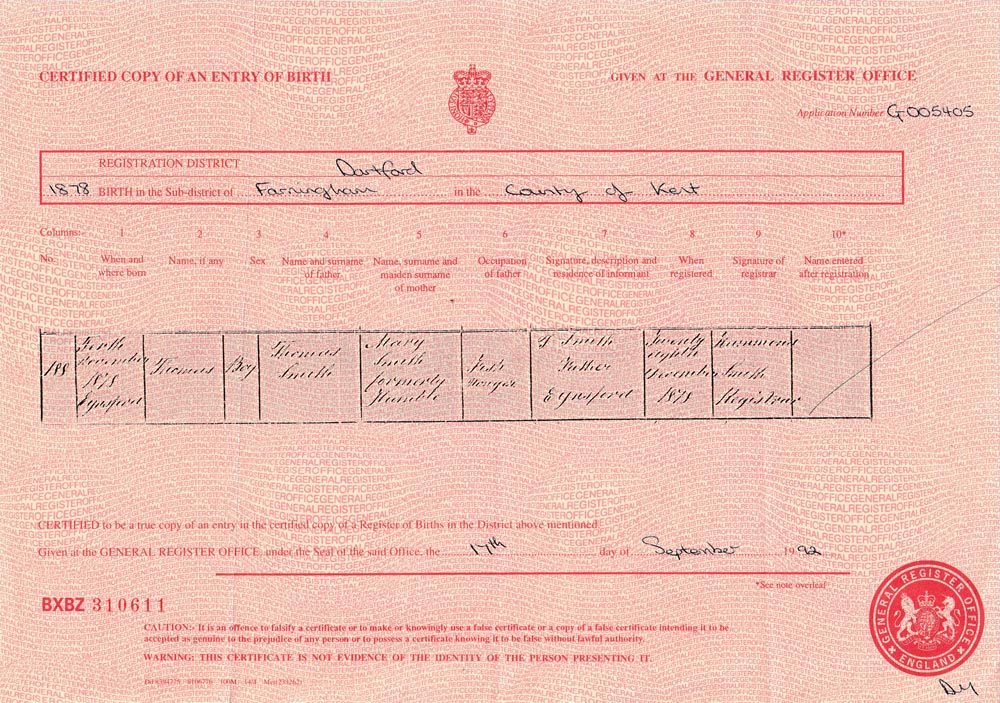 CERTIFIED COPY OF AN ENTRY OF BIRTH
GIVEN AT THE GENERAL REGISTER OFFICE
Application Number G005405
REGISTRATION DISTRICT Dartford
1878 BIRTH in the Sub-district of Farningham in the County of Kent
Columns:- 1 2 3 4 5 6 7 8 9 10*
No. When and where born Name, if any Sex Name and surname of father Name, surname and maiden surname of mother Occupation of father Signature, description and residence of informant When registered Signature of registrar Name entered after registration
188
November
1878
Eynsford
Thomas
Boy
Thomas
Smith
Mary
Smith
formerly
Humble
Smith
Father
Eynsford
Twenty
eighth
November
1878
Hammond
Smith
Registrar
CERTIFIED to be a true copy of an entry in the certified copy of a Register of Births in the District above mentioned
Given at the GENERAL REGISTER OFFICE, under the Seal of the said Office, the 17th day of September 1992
*See note overleaf
BXBZ 310611
CAUTION:- It is an offence to falsify a certificate or to make or knowingly use a false certificate or a copy of a false certificate intending it to be
accepted as genuine to the prejudice of any person or to possess a certificate knowing it to be false without lawful authority.
WARNING: THIS CERTIFICATE IS NOT EVIDENCE OF THE IDENTITY OF THE PERSON PRESENTING IT.
GENERAL REGISTER OFFICE
ENGLAND